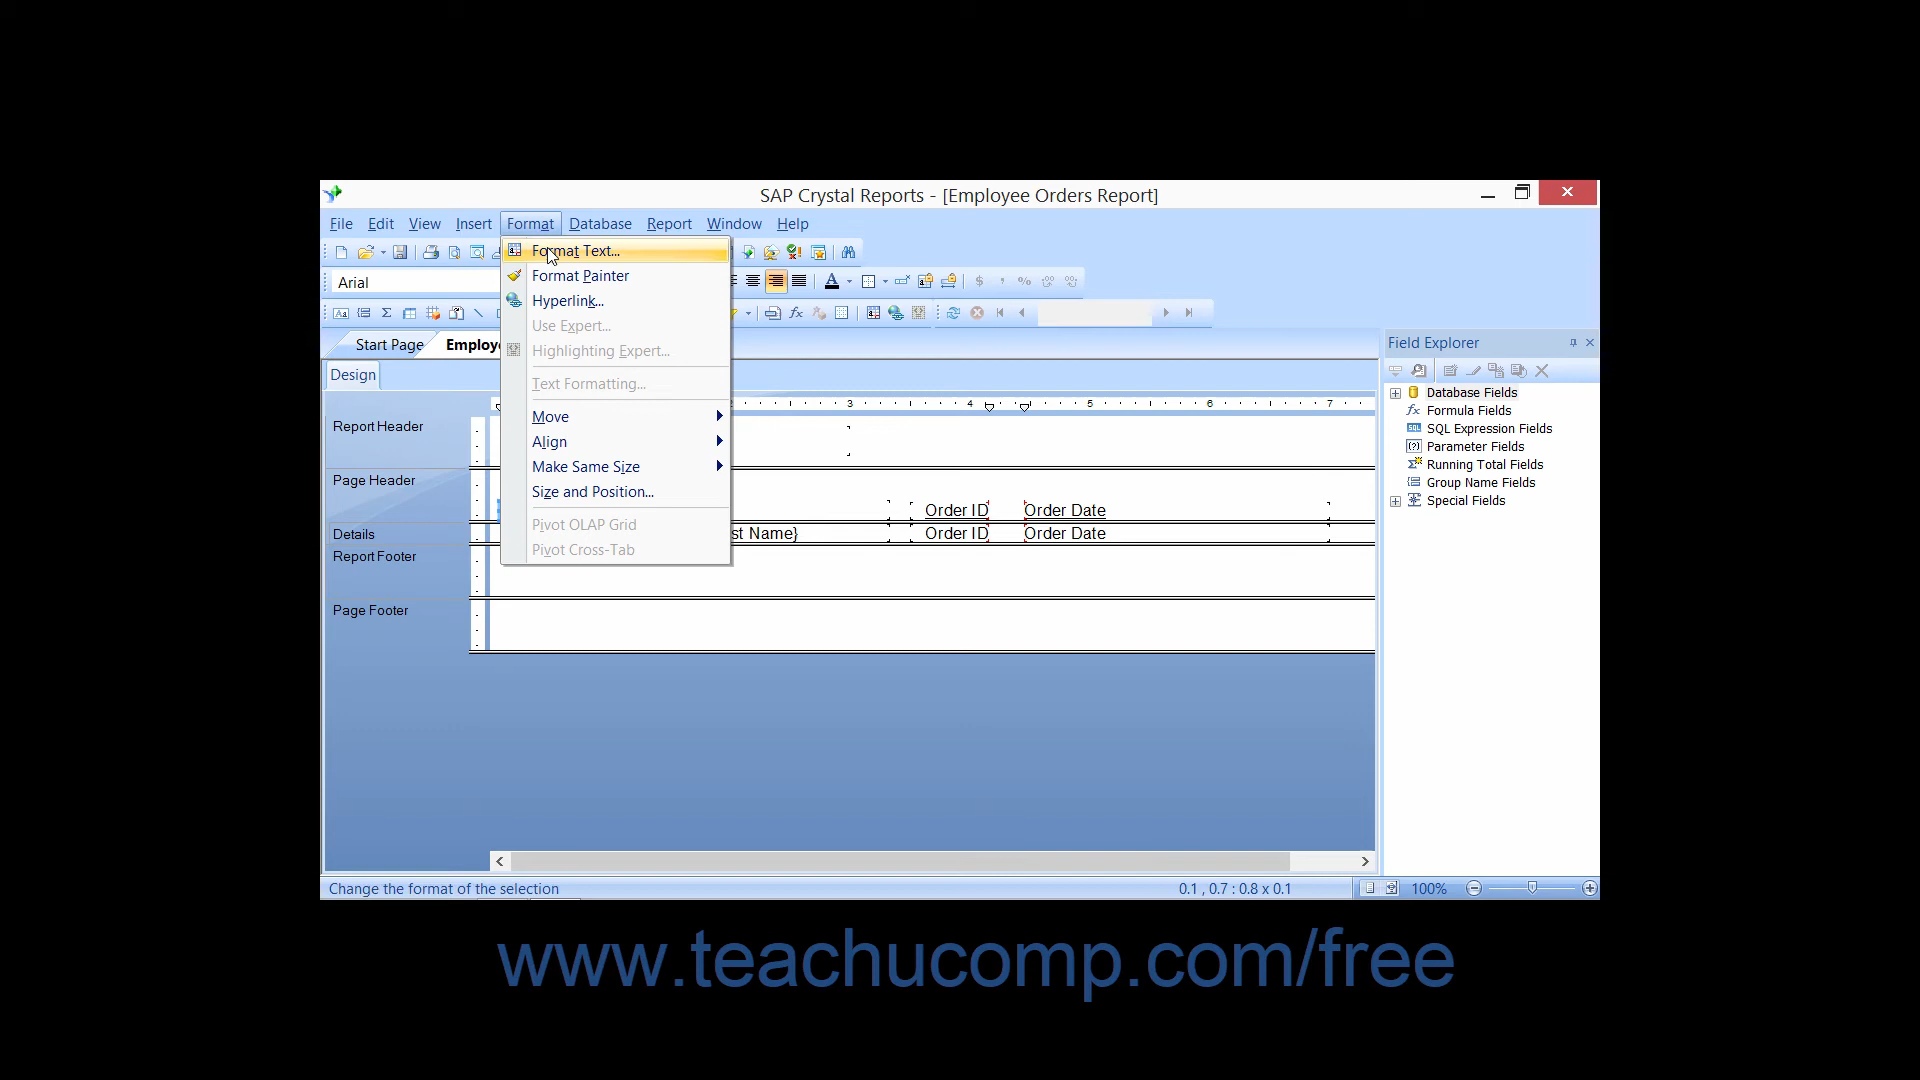 SAP Crystal Reports - [Employee Orders Report]
File Edit View Insert Format Database Report Window Help
Format Text...
Format Painter
Hyperlink...
Use Expert...
Highlighting Expert...
Text Formatting...
Move
Align
Make Same Size
Size and Position...
Pivot OLAP Grid
Pivot Cross-Tab
Arial
Start Page
Design
3 4 5 6 7
Report Header
Page Header
Order ID Order Date
Details
st Name} Order ID Order Date
Report Footer
Page Footer
Field Explorer
Database Fields
Formula Fields
SQL Expression Fields
Parameter Fields
Running Total Fields
Group Name Fields
Special Fields
Change the format of the selection
0.1 , 0.7 : 0.8 x 0.1
100%
www.teachucomp.com/free